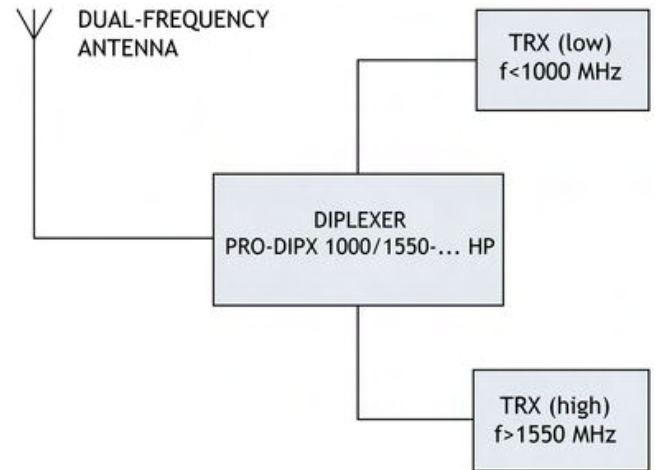 DUAL-FREQUENCY
ANTENNA
TRX (low)
f<1000 MHz
DIPLEXER
PRO-DIPX 1000/1550-... HP
TRX (high)
f>1550 MHz